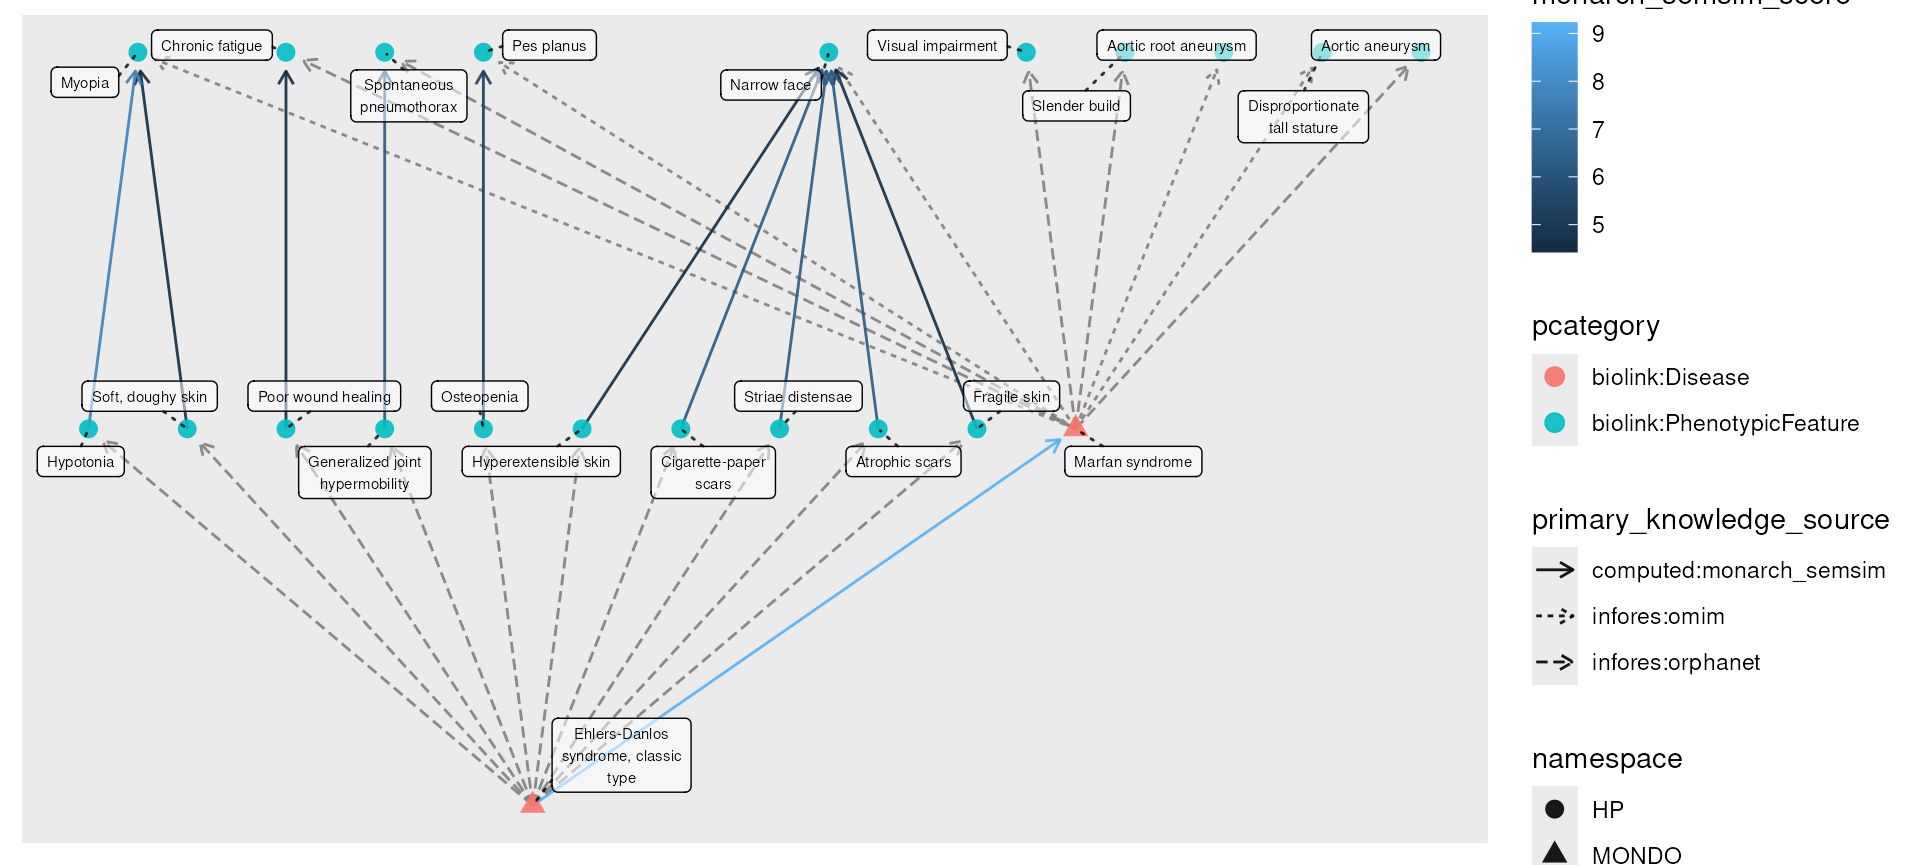 monarch_semsim_score
Chronic fatigue
Pes planus
Visual impairment
Aortic root aneurysm
Aortic aneurysm
Myopia
Spontaneous
pneumothorax
Narrow face
Slender build
Disproportionate
tall stature
9
8
7
6
5
pcategory
biolink:Disease
biolink:PhenotypicFeature
Soft, doughy skin
Poor wound healing
Osteopenia
Striae distensae
Fragile skin
Hypotonia
Generalized joint
hypermobility
Hyperextensible skin
Cigarette-paper
scars
Atrophic scars
Marfan syndrome
primary_knowledge_source
computed:monarch_semsim
infores:omim
infores:orphanet
Ehlers-Danlos
syndrome, classic
type
namespace
HP
MONDO